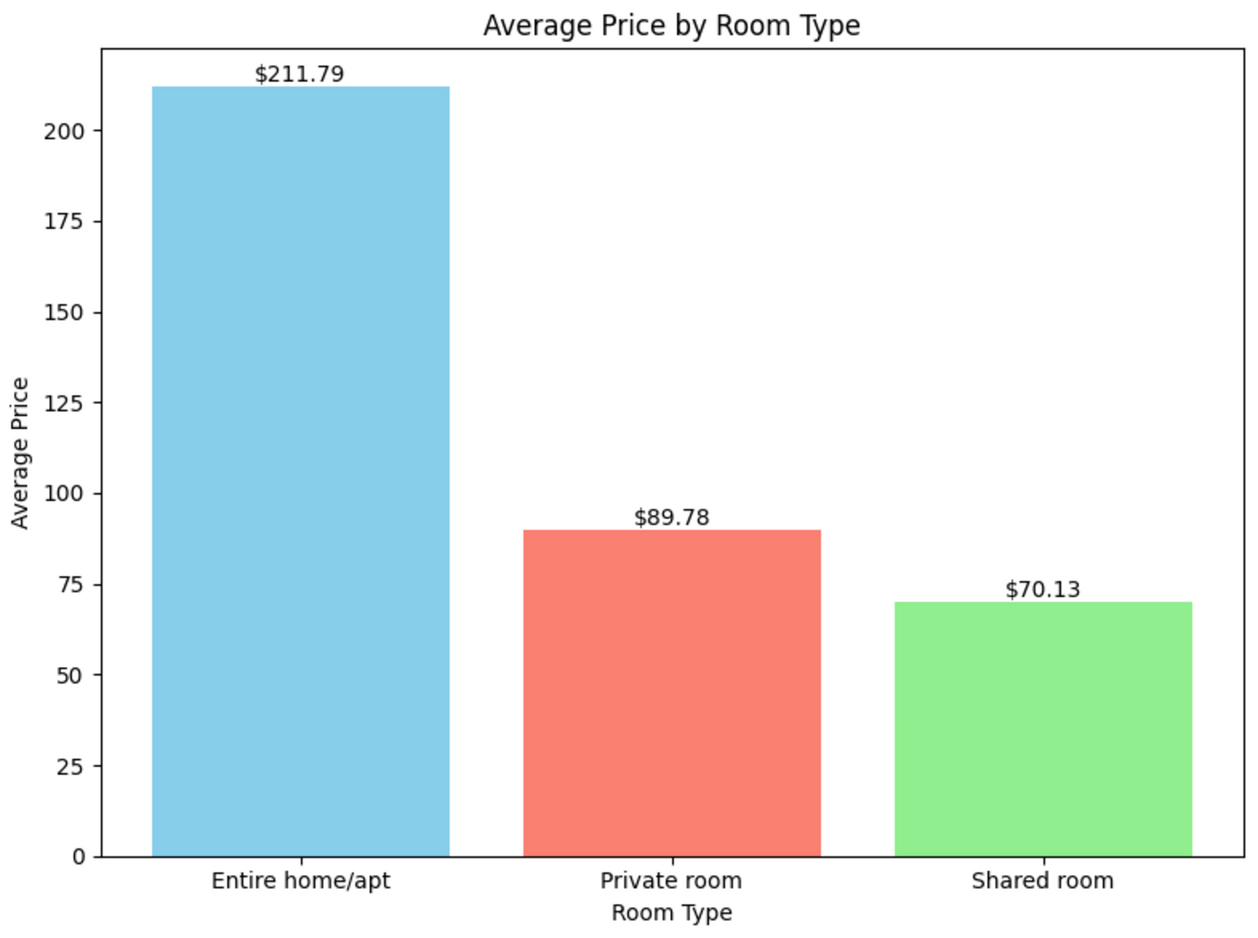 Average Price by Room Type
$211.79
200
175
150
125
100
75
50
25
0
Average Price
$89.78
$70.13
Entire home/apt
Private room
Shared room
Room Type